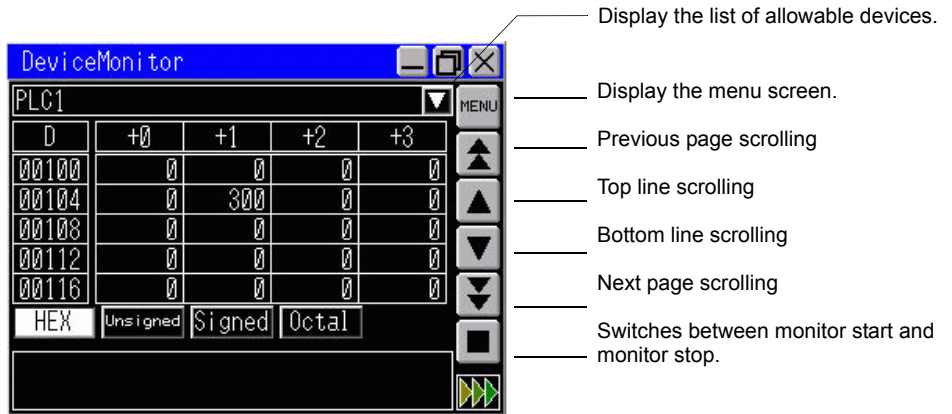 Display the list of allowable devices.
DeviceMonitor
PLC1
MENU
Display the menu screen.
D +0 +1 +2 +3
Previous page scrolling
00100 0 0 0 0
00104 0 300 0 0
Top line scrolling
00108 0 0 0 0
Bottom line scrolling
00112 0 0 0 0
00116 0 0 0 0
Next page scrolling
HEX Unsigned Signed Octal
Switches between monitor start and
monitor stop.